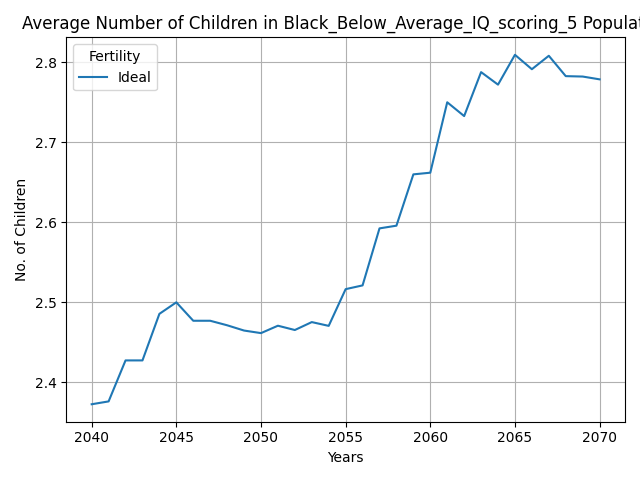 Average Number of Children in Black_Below_Average_IQ_scoring_5 Populat
Fertility
Ideal
No. of Children
2.8
2.7
2.6
2.5
2.4
2040 2045 2050 2055 2060 2065 2070
Years